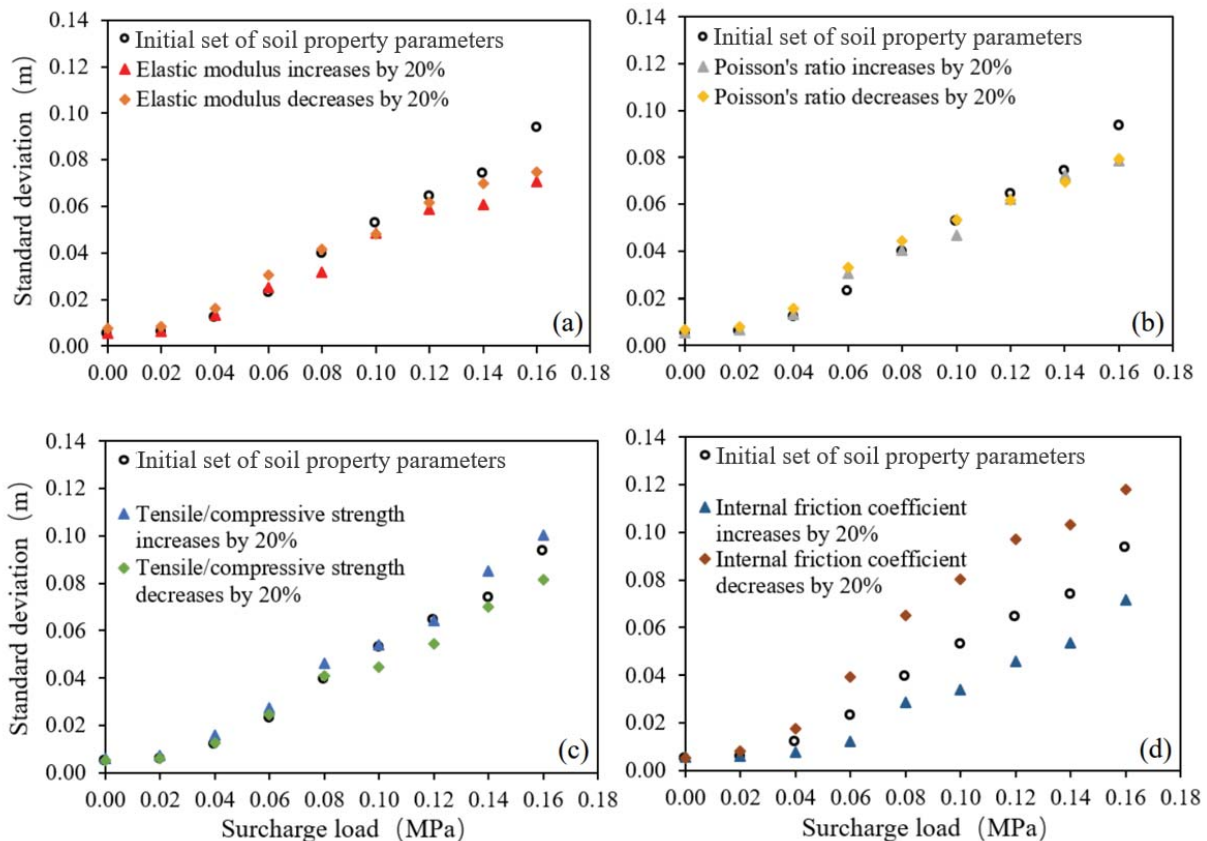 0.14
0.12
0.10
0.08
0.06
0.04
0.02
0.00
Standard deviation (m)
Initial set of soil property parameters
Elastic modulus increases by 20%
Elastic modulus decreases by 20%
(a)
0.00 0.02 0.04 0.06 0.08 0.10 0.12 0.14 0.16 0.18
0.14
0.12
0.10
0.08
0.06
0.04
0.02
0.00
Initial set of soil property parameters
Poisson's ratio increases by 20%
Poisson's ratio decreases by 20%
(b)
0.00 0.02 0.04 0.06 0.08 0.10 0.12 0.14 0.16 0.18
0.14
0.12
0.10
0.08
0.06
0.04
0.02
0.00
Standard deviation (m)
Initial set of soil property parameters
Tensile/compressive strength
increases by 20%
Tensile/compressive strength
decreases by 20%
(c)
0.00 0.02 0.04 0.06 0.08 0.10 0.12 0.14 0.16 0.18
Surcharge load (MPa)
0.14
0.12
0.10
0.08
0.06
0.04
0.02
0.00
Initial set of soil property parameters
Internal friction coefficient
increases by 20%
Internal friction coefficient
decreases by 20%
(d)
0.00 0.02 0.04 0.06 0.08 0.10 0.12 0.14 0.16 0.18
Surcharge load (MPa)